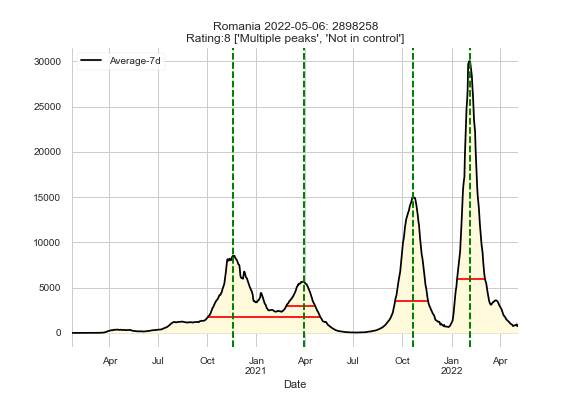 Romania 2022-05-06: 2898258
Rating:8 ['Multiple peaks', 'Not in control']
Average-7d
30000
25000
20000
15000
10000
5000
0
Apr Jul Oct Jan Apr Jul Oct Jan Apr
2021 2022
Date